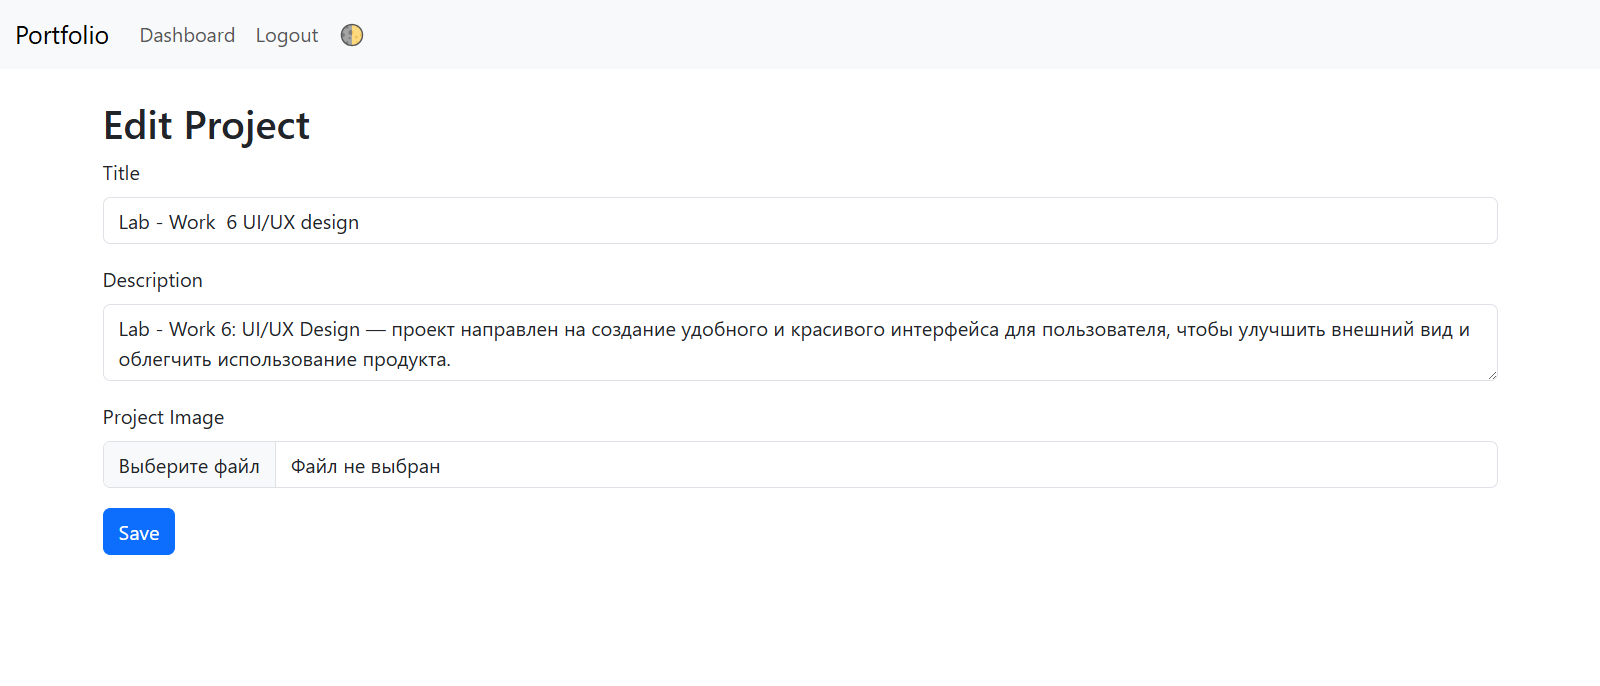 Portfolio Dashboard Logout
Edit Project
Title
Lab - Work  6 UI/UX design
Description
Lab - Work 6: UI/UX Design — проект направлен на создание удобного и красивого интерфейса для пользователя, чтобы улучшить внешний вид и
облегчить использование продукта.
Project Image
Выберите файл Файл не выбран
Save